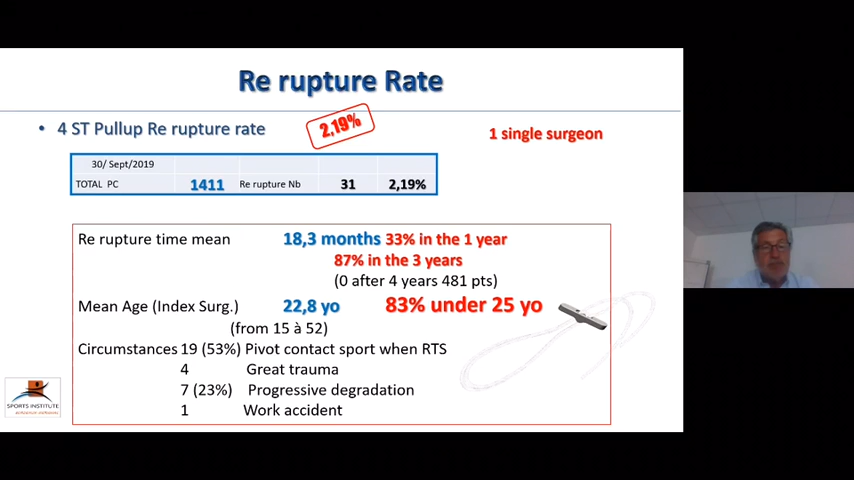 Re rupture Rate
• 4 ST Pullup Re rupture rate
2,19%
1 single surgeon
30/ Sept/2019
TOTAL PC 1411 Re rupture Nb 31 2,19%
Re rupture time mean 18,3 months 33% in the 1 year
87% in the 3 years
(0 after 4 years 481 pts)
Mean Age (Index Surg.) 22,8 yo 83% under 25 yo
(from 15 à 52)
Circumstances 19 (53%) Pivot contact sport when RTS
4 Great trauma
7 (23%) Progressive degradation
1 Work accident
SPORTS INSTITUTE